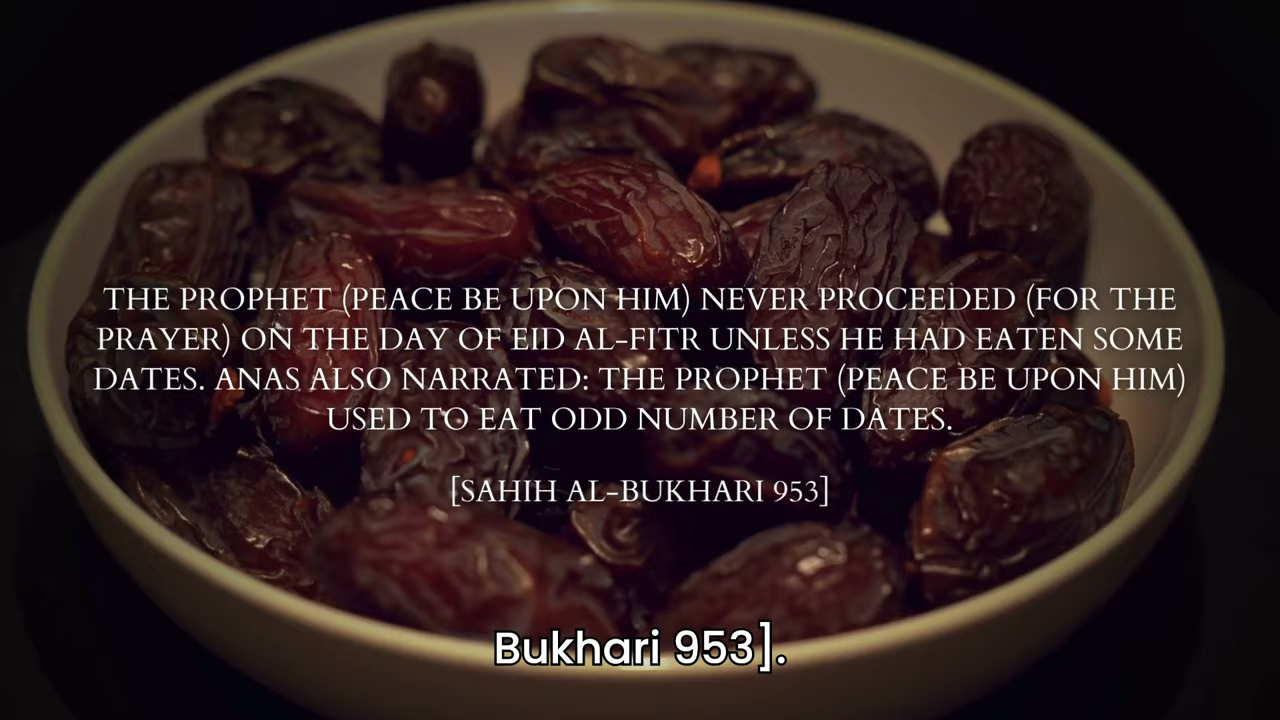 THE PROPHET (PEACE BE UPON HIM) NEVER PROCEEDED (FOR THE
PRAYER) ON THE DAY OF EID AL-FITR UNLESS HE HAD EATEN SOME
DATES. ANAS ALSO NARRATED: THE PROPHET (PEACE BE UPON HIM)
USED TO EAT ODD NUMBER OF DATES.
[SAHIH AL-BUKHARI 953]
Bukhari 953].